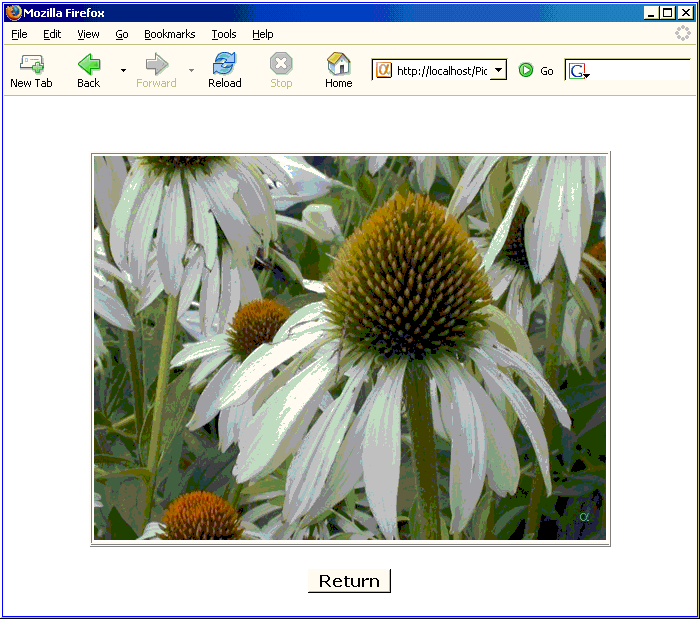 Mozilla Firefox
File Edit View Go Bookmarks Tools Help
New Tab Back Forward Reload Stop Home http://localhost/Pic Go G
α
Return